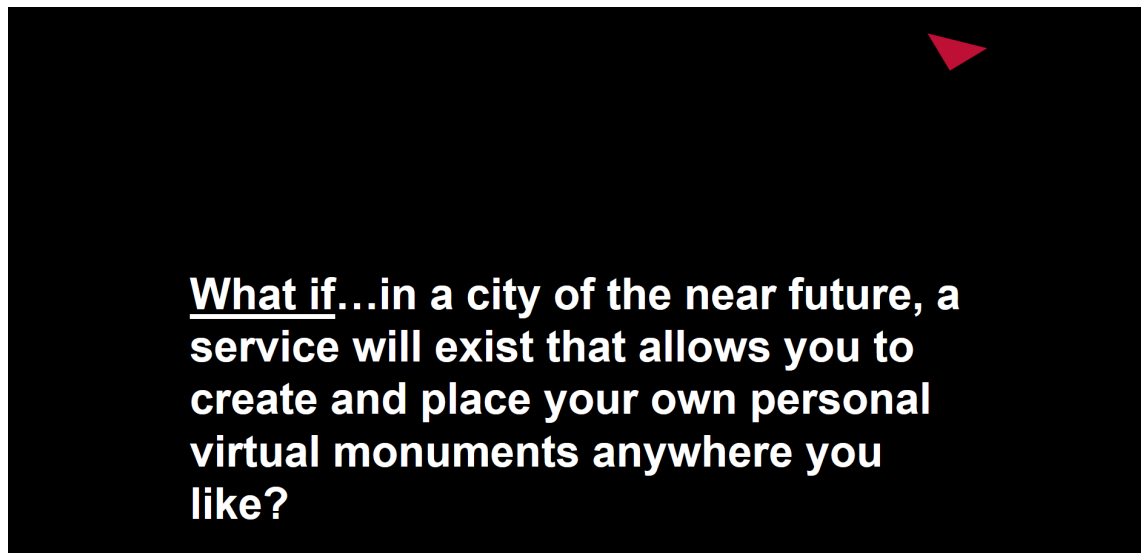 What if…in a city of the near future, a
service will exist that allows you to
create and place your own personal
virtual monuments anywhere you
like?